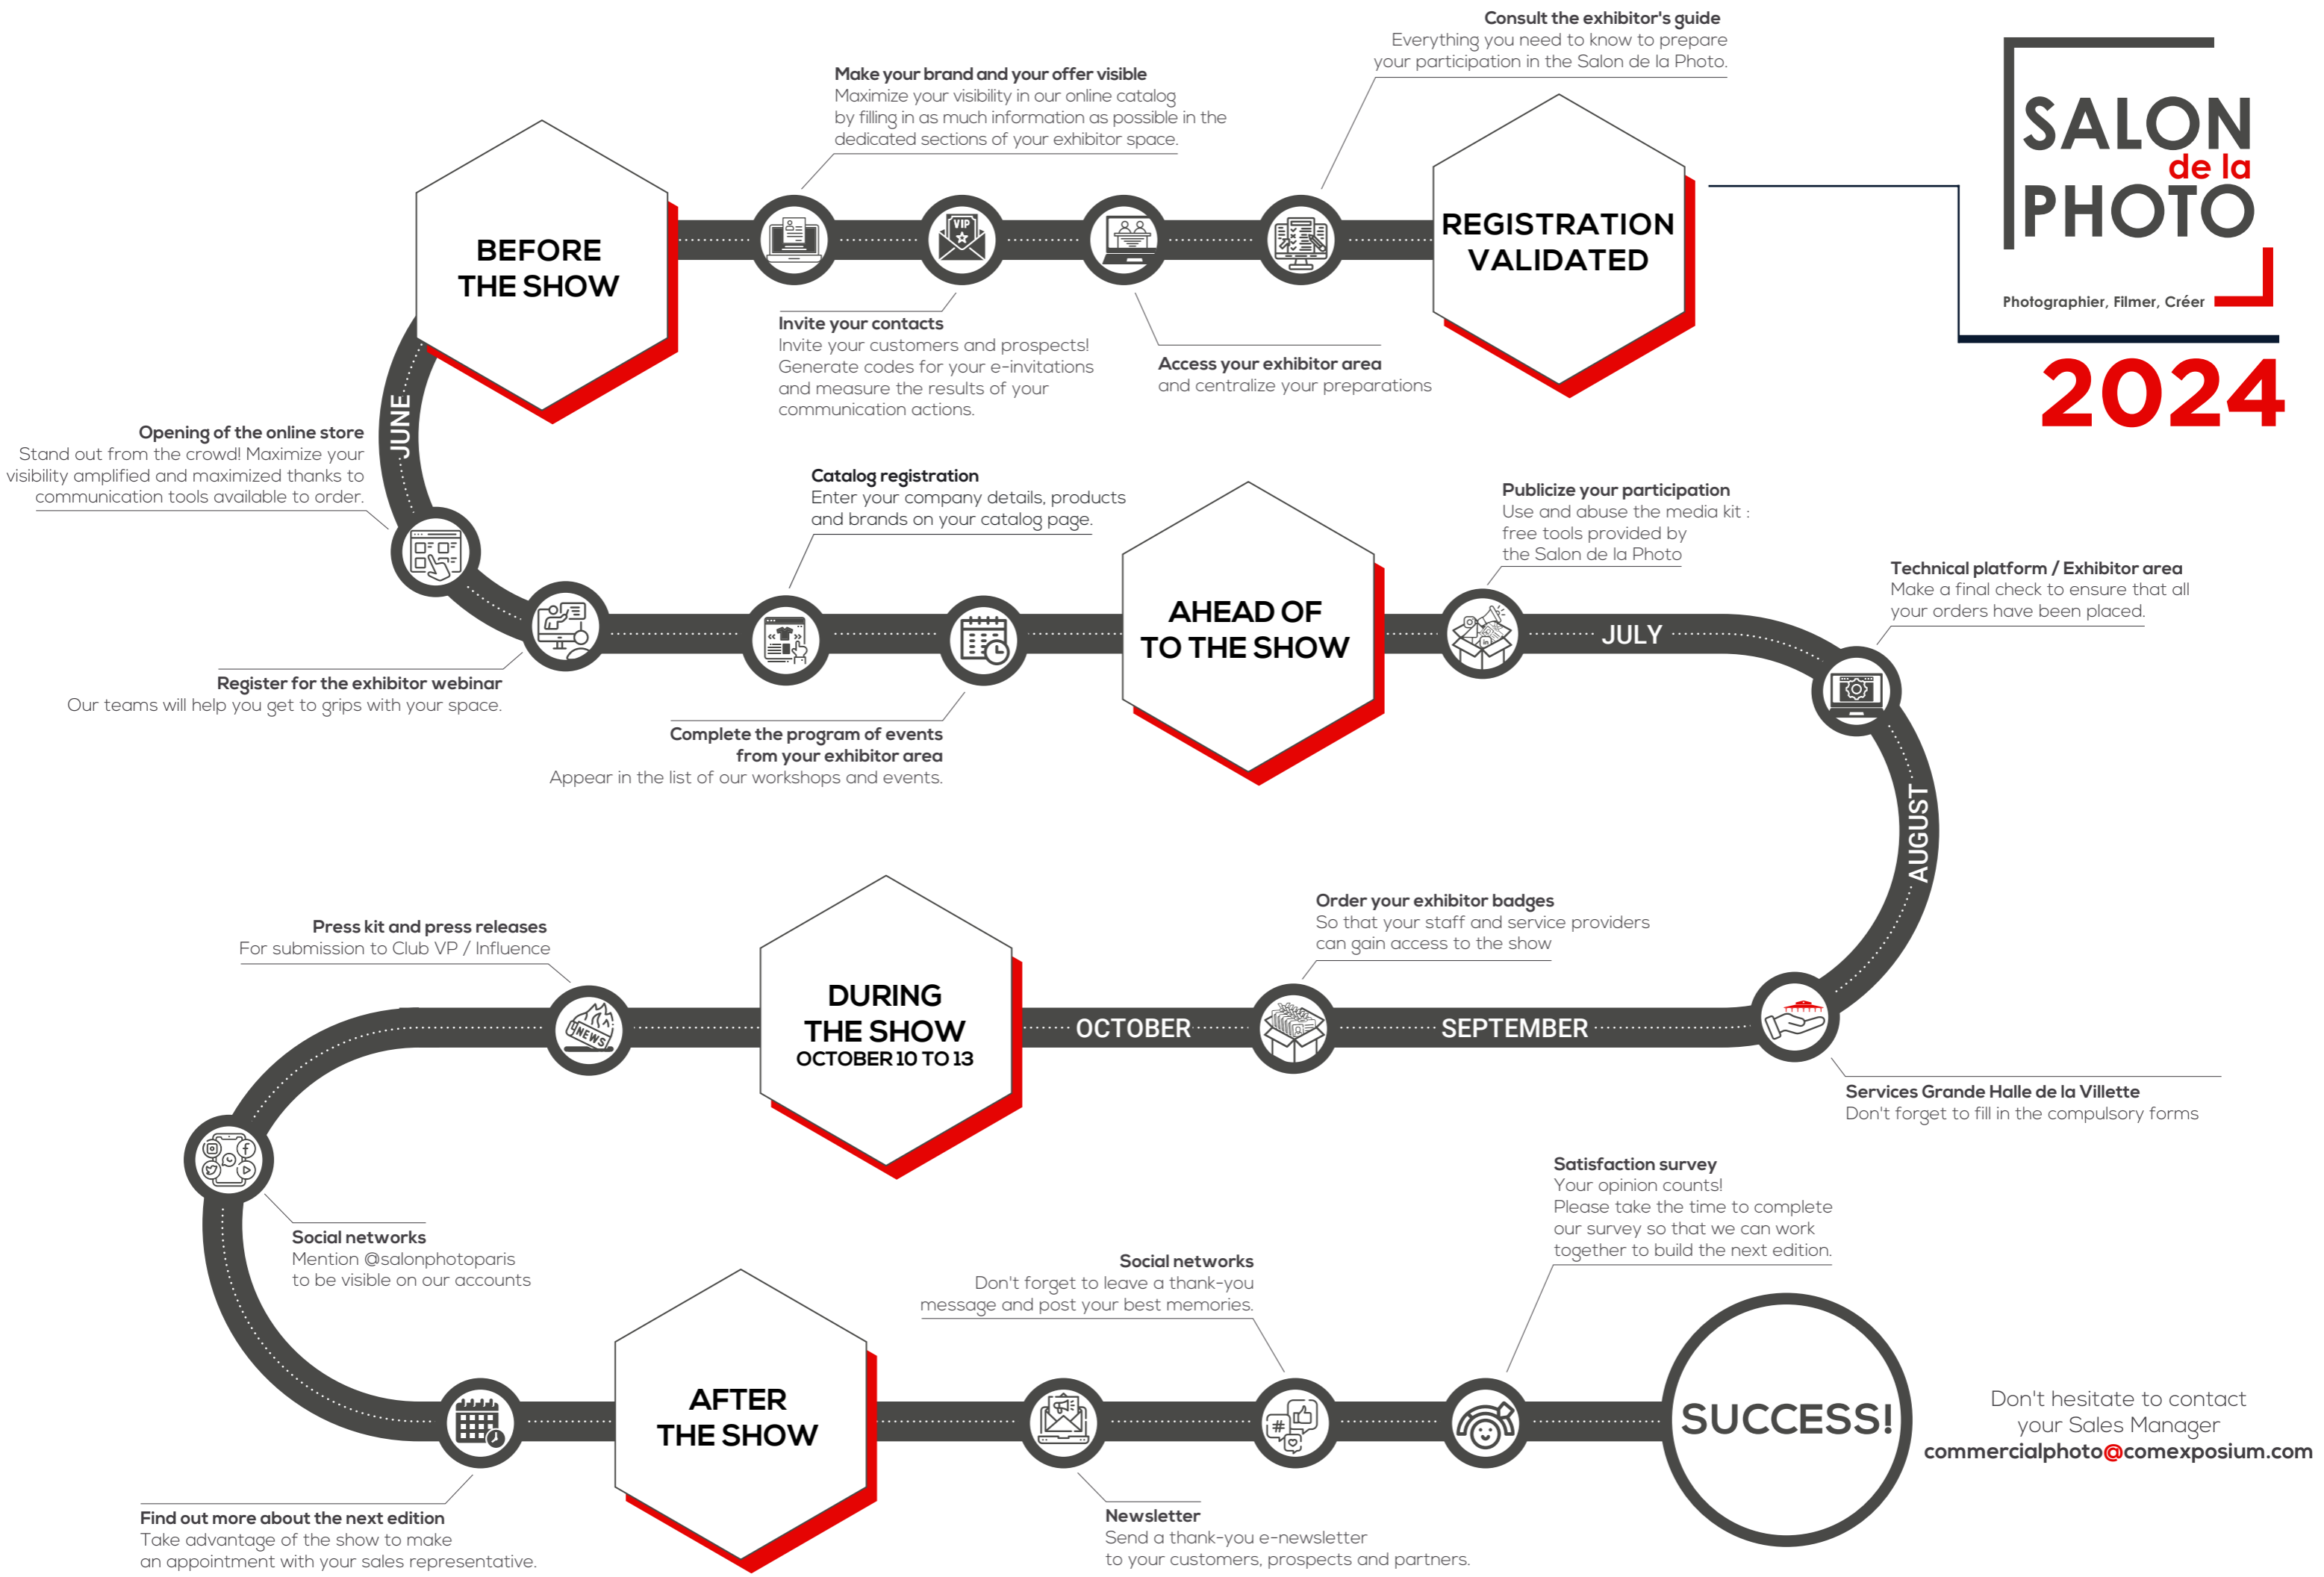 SALON
de la
PHOTO
Photographier, Filmer, Créer
2024
REGISTRATION
VALIDATED
Consult the exhibitor's guide
Everything you need to know to prepare
your participation in the Salon de la Photo.
Access your exhibitor area
and centralize your preparations
VIP
Invite your contacts
Invite your customers and prospects!
Generate codes for your e-invitations
and measure the results of your
communication actions.
Make your brand and your offer visible
Maximize your visibility in our online catalog
by filling in as much information as possible in the
dedicated sections of your exhibitor space.
BEFORE
THE SHOW
JUNE
Opening of the online store
Stand out from the crowd! Maximize your
visibility amplified and maximized thanks to
communication tools available to order.
Register for the exhibitor webinar
Our teams will help you get to grips with your space.
Catalog registration
Enter your company details, products
and brands on your catalog page.
Complete the program of events
from your exhibitor area
Appear in the list of our workshops and events.
AHEAD OF
TO THE SHOW
Publicize your participation
Use and abuse the media kit :
free tools provided by
the Salon de la Photo
JULY
Technical platform / Exhibitor area
Make a final check to ensure that all
your orders have been placed.
AUGUST
Services Grande Halle de la Villette
Don't forget to fill in the compulsory forms
SEPTEMBER
Order your exhibitor badges
So that your staff and service providers
can gain access to the show
OCTOBER
DURING
THE SHOW
OCTOBER 10 TO 13
Press kit and press releases
For submission to Club VP / Influence
NEWS
Social networks
Mention @salonphotoparis
to be visible on our accounts
Find out more about the next edition
Take advantage of the show to make
an appointment with your sales representative.
AFTER
THE SHOW
Newsletter
Send a thank-you e-newsletter
to your customers, prospects and partners.
Social networks
Don't forget to leave a thank-you
message and post your best memories.
#
Satisfaction survey
Your opinion counts!
Please take the time to complete
our survey so that we can work
together to build the next edition.
SUCCESS!
Don't hesitate to contact
your Sales Manager
commercialphoto@comexposium.com